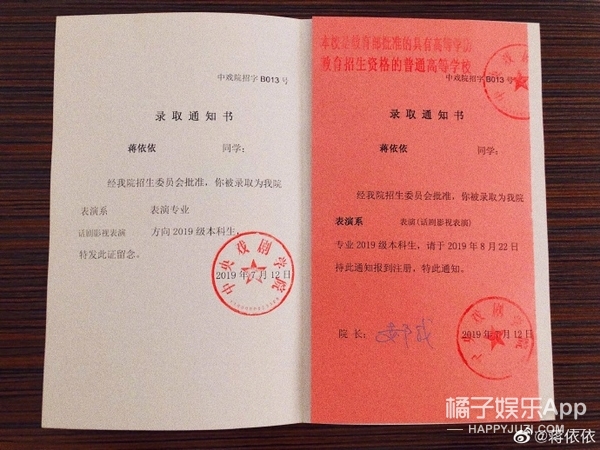 中戏院招字 B013 号
录取通知书
蒋依依 同学：
经我院招生委员会批准，你被录取为我院
表演系 表演专业
话剧影视表演 方向 2019 级本科生，
特发此证留念。
中央戏剧学院
2019 年 7 月 12 日
本校是教育部批准的具有高等学历
教育招生资格的普通高等学校
中戏院招字 B013 号
录取通知书
蒋依依 同学：
经我院招生委员会批准，你被录取为我院
表演系 表演(话剧影视表演)
专业 2019 级本科生，请于 2019 年 8 月 22 日
持此通知报到注册，特此通知。
院 长：
2019 年 7 月 12 日
橘子娱乐App
HAPPYJUZI.COM
@蒋依依